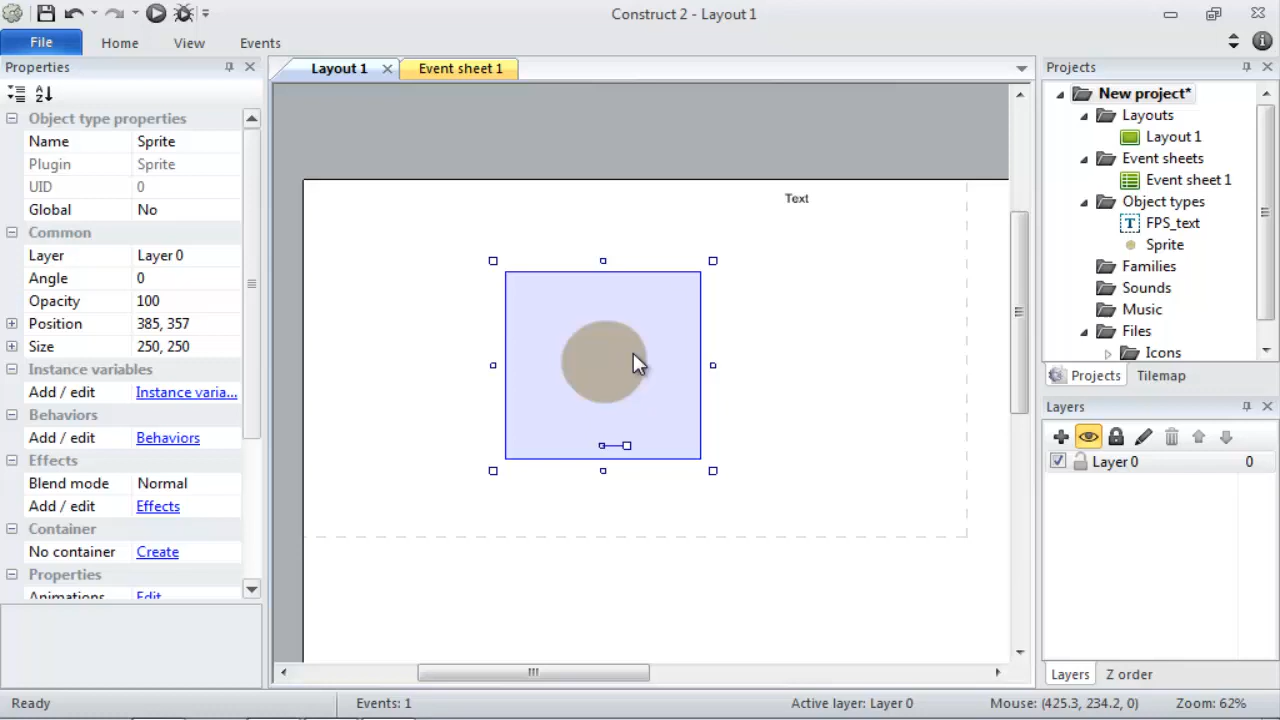 Construct 2 - Layout 1
File
Home
View
Events
Properties
Layout 1
Event sheet 1
Projects
Object type properties
Name Sprite
Plugin Sprite
UID 0
Global No
Common
Layer Layer 0
Angle 0
Opacity 100
Position 385, 357
Size 250, 250
Instance variables
Add / edit Instance varia...
Behaviors
Add / edit Behaviors
Effects
Blend mode Normal
Add / edit Effects
Container
No container Create
Properties
Animations Edit
Text
New project*
Layouts
Layout 1
Event sheets
Event sheet 1
Object types
T FPS_text
Sprite
Families
Sounds
Music
Files
Icons
Projects Tilemap
Layers
Layer 0 0
Layers Z order
Ready
Events: 1
Active layer: Layer 0
Mouse: (425.3, 234.2, 0)
Zoom: 62%